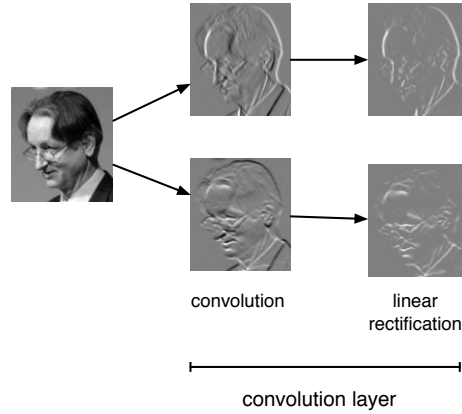 convolution
linear
rectification
convolution layer